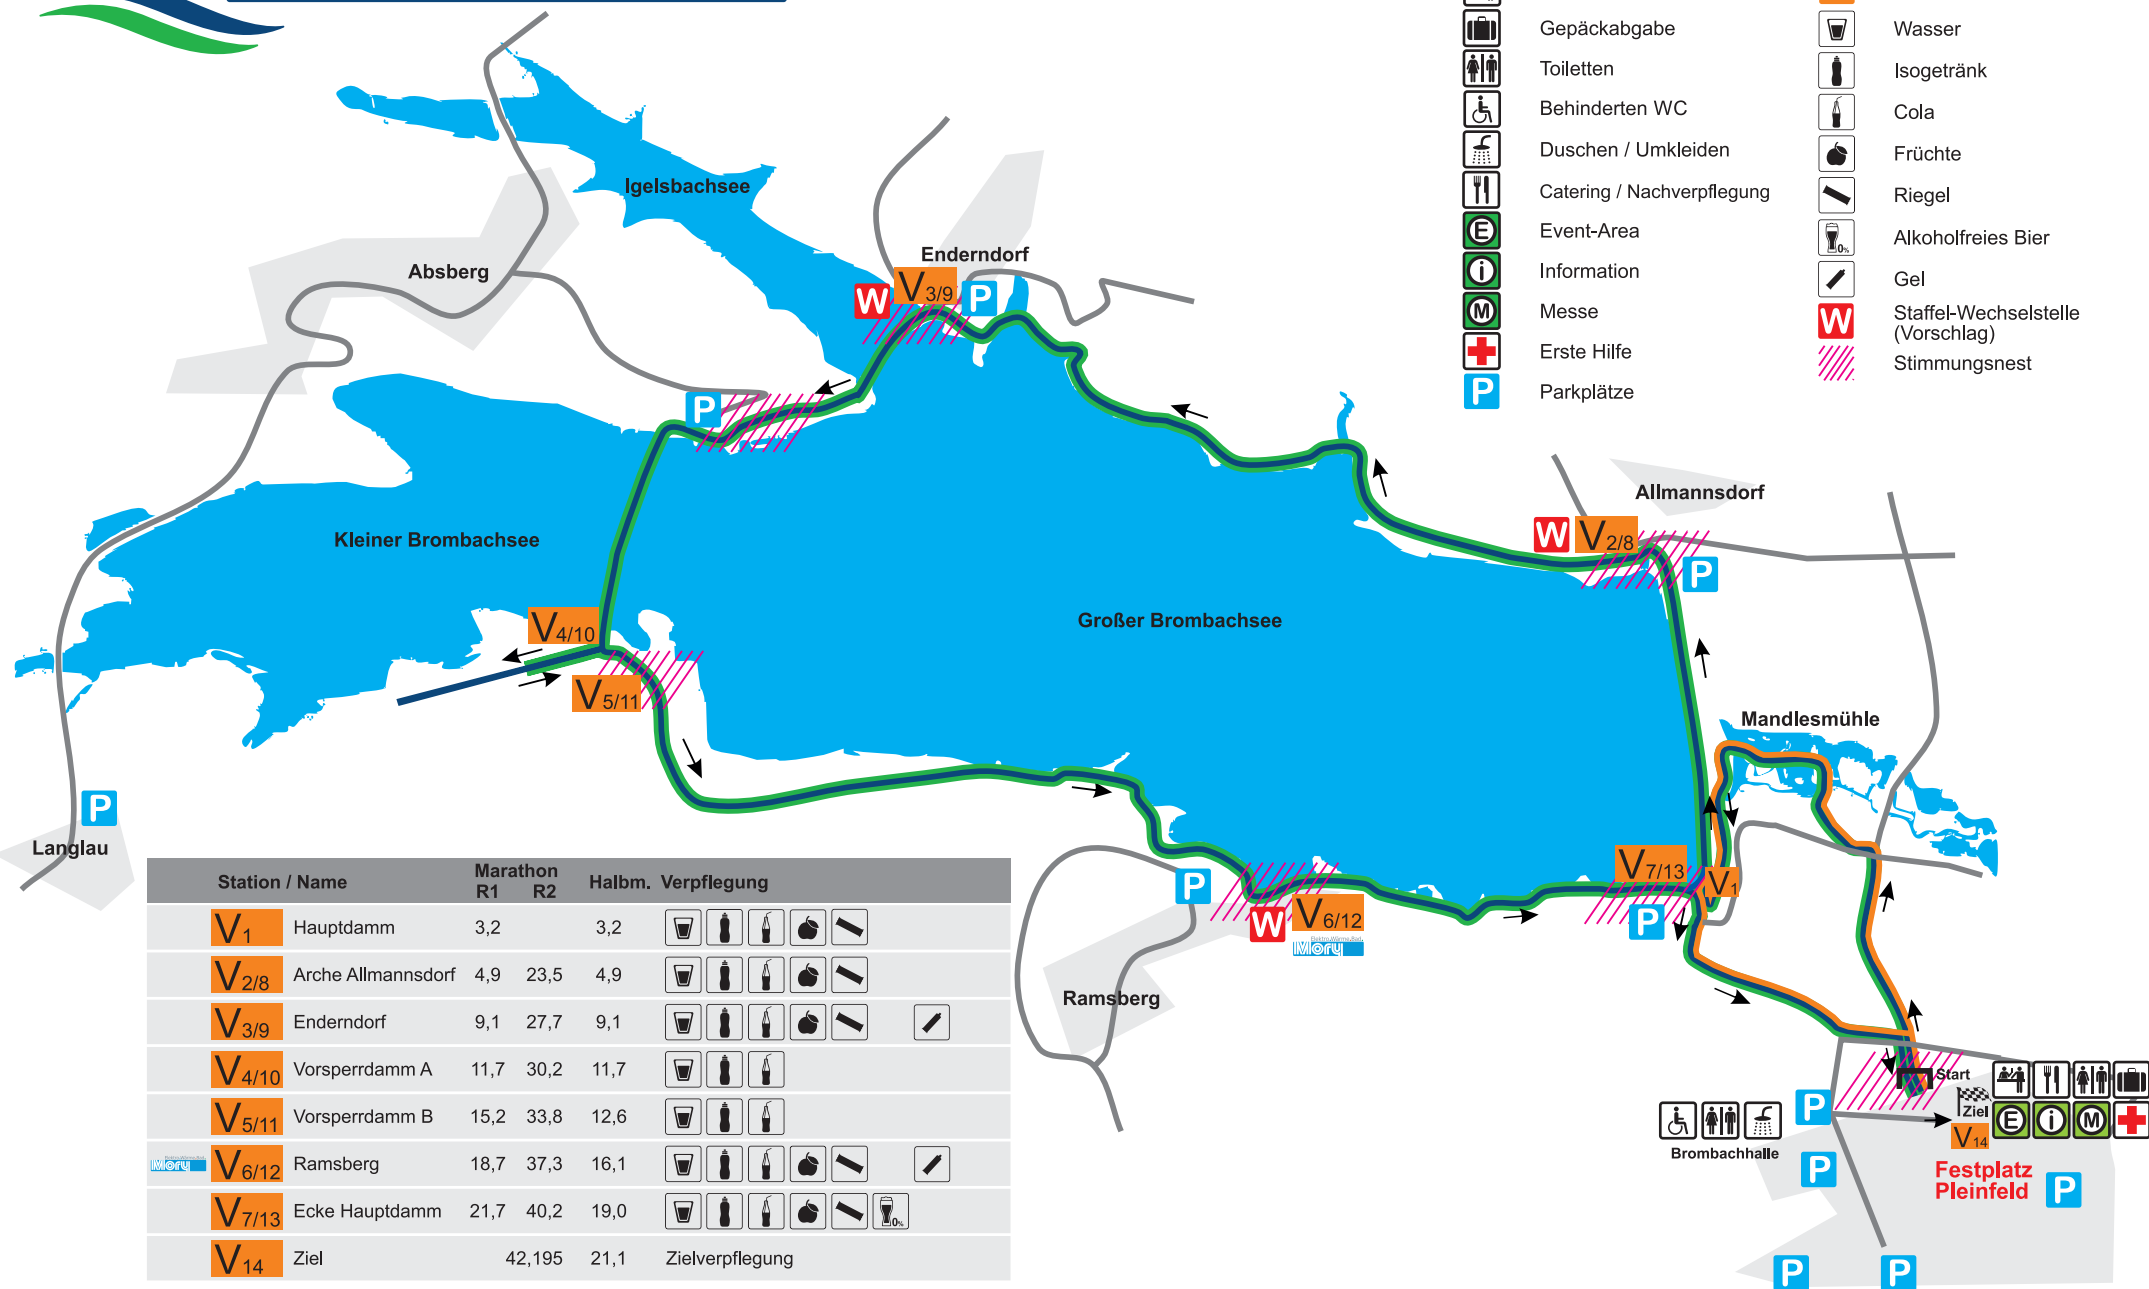 Gepäckabgabe
Toiletten
Behinderten WC
Duschen / Umkleiden
Catering / Nachverpflegung
E Event-Area
i Information
M Messe
Erste Hilfe
P Parkplätze
Wasser
Isogetränk
Cola
Früchte
Riegel
0% Alkoholfreies Bier
Gel
W Staffel-Wechselstelle
(Vorschlag)
Stimmungsnest
Igelsbachsee
Absberg
Enderndorf
W V3/9 P
P
Allmannsdorf
W V2/8
P
Kleiner Brombachsee
Großer Brombachsee
V4/10
V5/11
Mandlesmühle
P
Langlau
V7/13
V1
P
P
W V6/12
Mory
Ramsberg
Start
Ziel
E i M
V14
P
Brombachhalle
P
Festplatz
Pleinfeld
P
P
P
Station / Name Marathon R1 R2 Halbm. Verpflegung
V1 Hauptdamm 3,2 3,2
V2/8 Arche Allmannsdorf 4,9 23,5 4,9
V3/9 Enderndorf 9,1 27,7 9,1
V4/10 Vorsperrdamm A 11,7 30,2 11,7
V5/11 Vorsperrdamm B 15,2 33,8 12,6
Mory V6/12 Ramsberg 18,7 37,3 16,1
V7/13 Ecke Hauptdamm 21,7 40,2 19,0 0%
V14 Ziel 42,195 21,1 Zielverpflegung